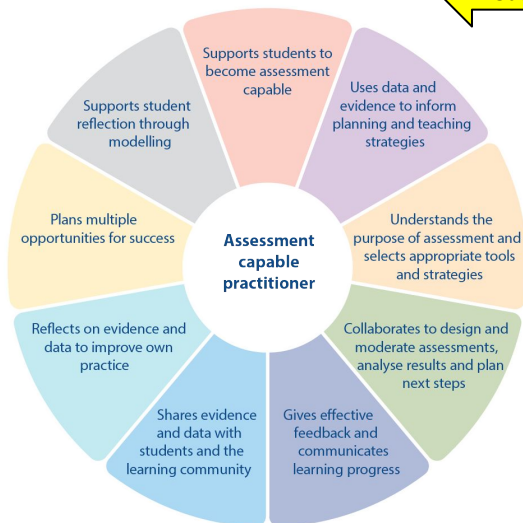 Supports students to
become assessment
capable
Uses data and
evidence to inform
planning and teaching
strategies
Understands the
purpose of assessment and
selects appropriate tools
and strategies
Collaborates to design and
moderate assessments,
analyse results and plan
next steps
Gives effective
feedback and
communicates
learning progress
Shares evidence
and data with
students and the
learning community
Reflects on evidence and
data to improve own
practice
Plans multiple
opportunities for success
Supports student
reflection through
modelling
Assessment
capable
practitioner